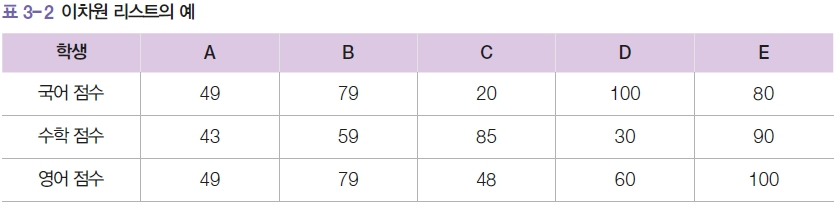 표 3-2 이차원 리스트의 예
학생 A B C D E
국어 점수 49 79 20 100 80
수학 점수 43 59 85 30 90
영어 점수 49 79 48 60 100